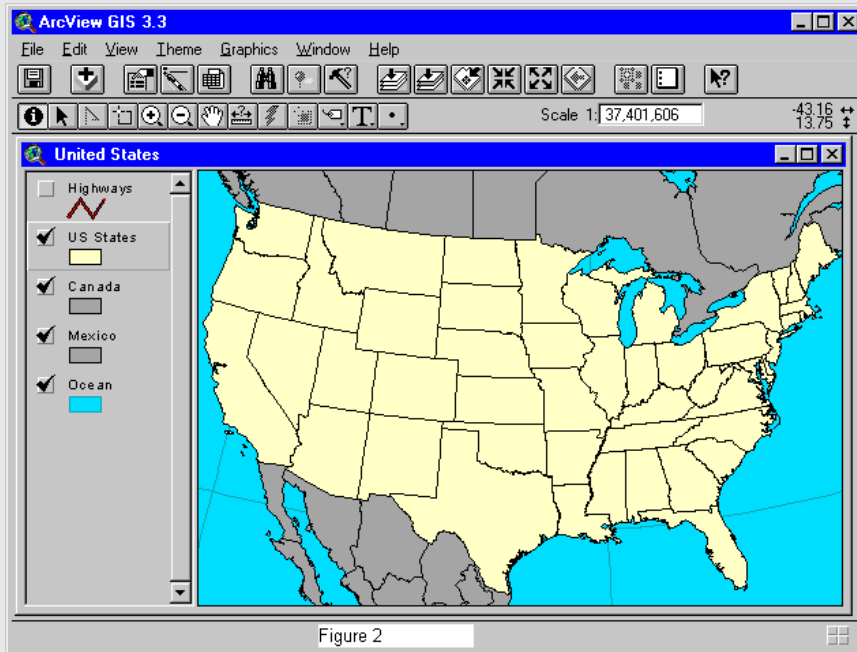 ArcView GIS 3.3
File Edit View Theme Graphics Window Help
Scale 1: 37,401,606
-43.16
13.75
United States
Highways
US States
Canada
Mexico
Ocean
Figure 2